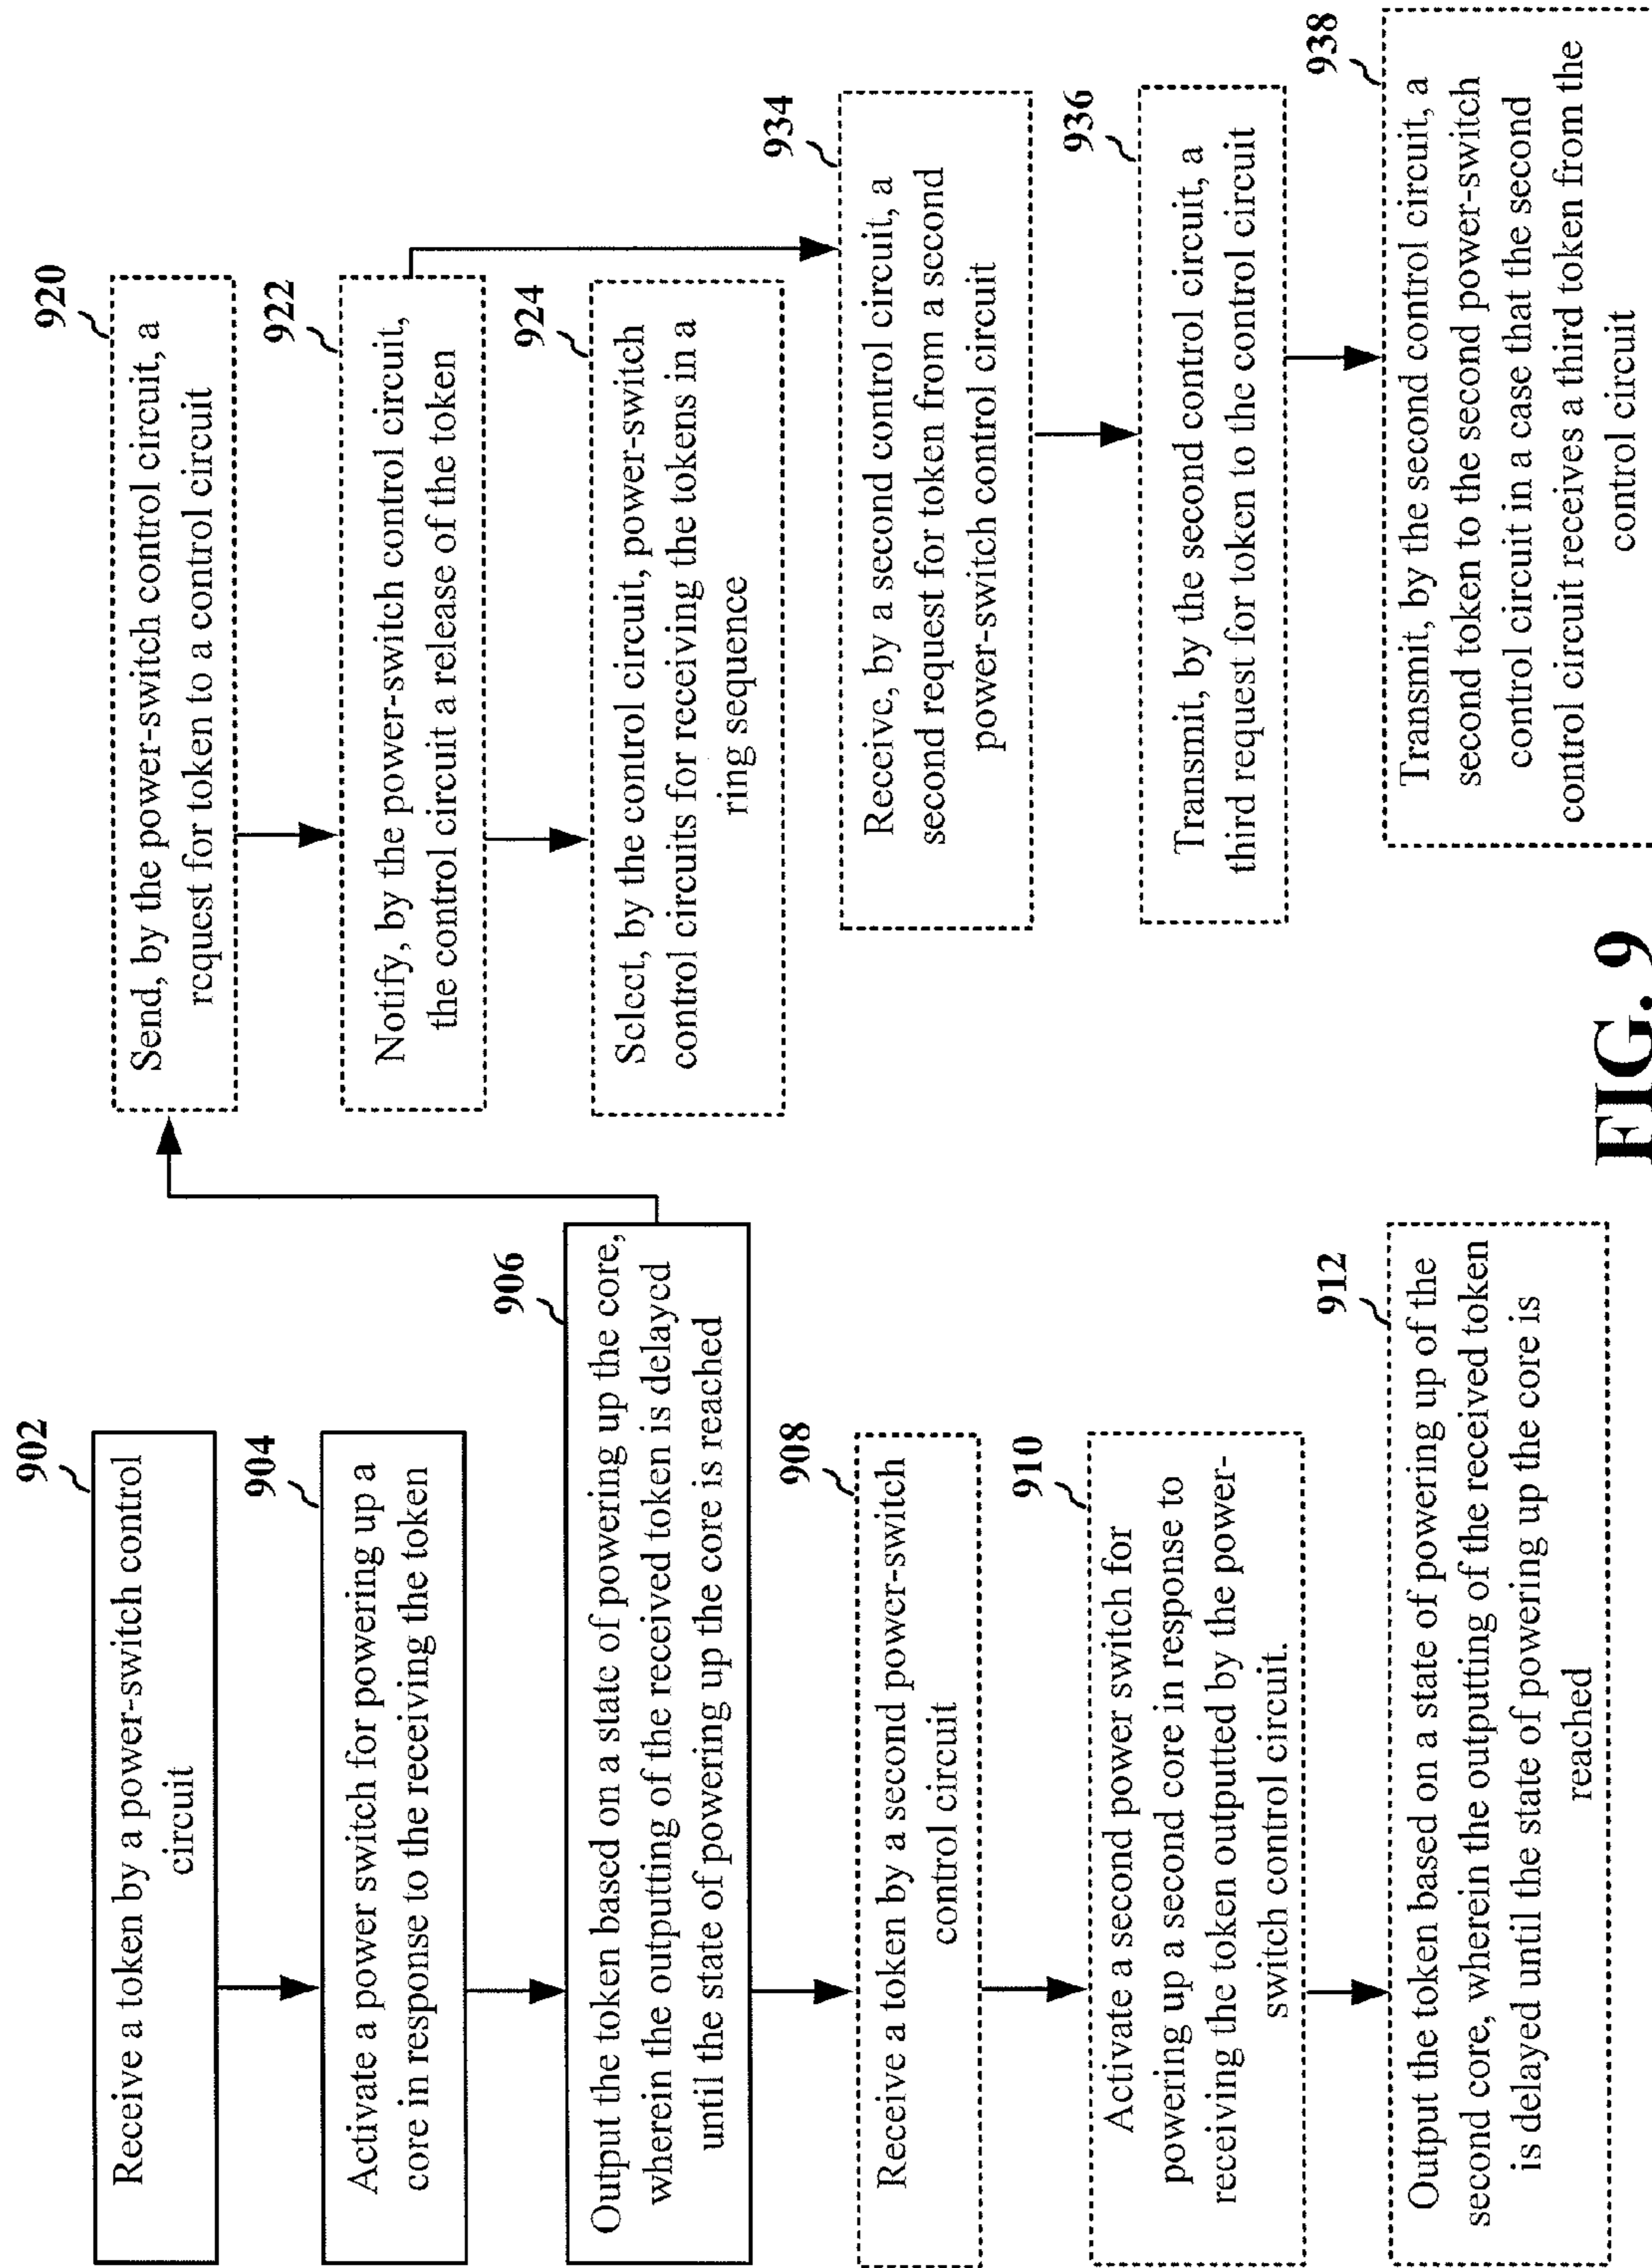 902
Receive a token by a power-switch control
circuit
904
Activate a power switch for powering up a
core in response to the receiving the token
906
Output the token based on a state of powering up the core,
wherein the outputting of the received token is delayed
until the state of powering up the core is reached
908
Receive a token by a second power-switch
control circuit
910
Activate a second power switch for
powering up a second core in response to
receiving the token outputted by the power-
switch control circuit.
912
Output the token based on a state of powering up of the
second core, wherein the outputting of the received token
is delayed until the state of powering up the core is
reached
920
Send, by the power-switch control circuit, a
request for token to a control circuit
922
Notify, by the power-switch control circuit,
the control circuit a release of the token
924
Select, by the control circuit, power-switch
control circuits for receiving the tokens in a
ring sequence
934
Receive, by a second control circuit, a
second request for token from a second
power-switch control circuit
936
Transmit, by the second control circuit, a
third request for token to the control circuit
938
Transmit, by the second control circuit, a
second token to the second power-switch
control circuit in a case that the second
control circuit receives a third token from the
control circuit
FIG. 9